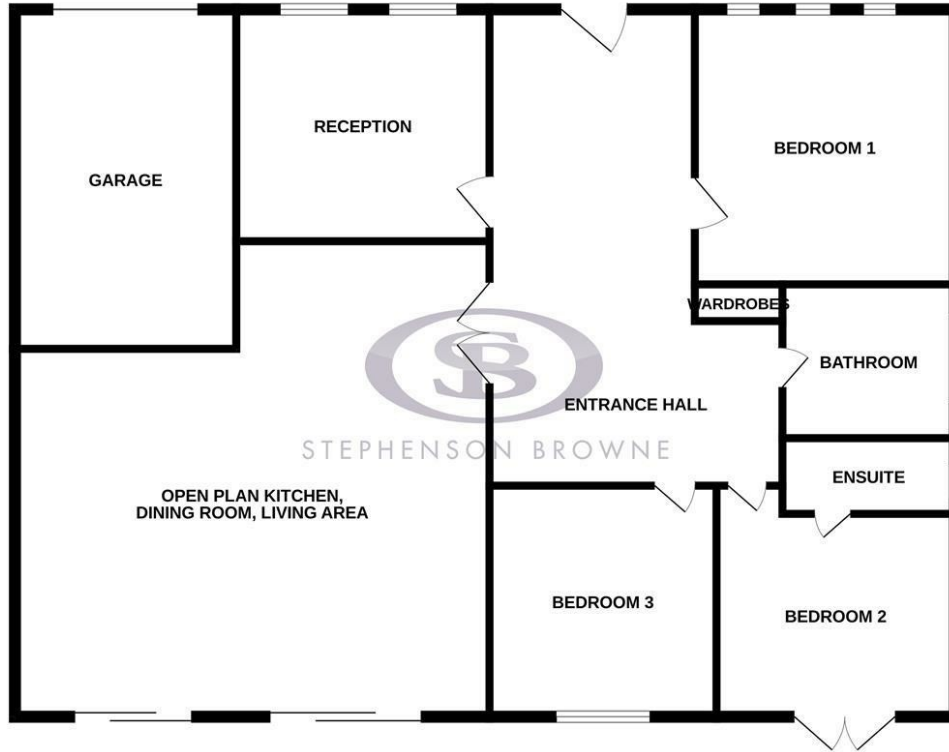 RECEPTION
BEDROOM 1
GARAGE
WARDROBES
BATHROOM
ENTRANCE HALL
SB
STEPHENSON BROWNE
ENSUITE
OPEN PLAN KITCHEN,
DINING ROOM, LIVING AREA
BEDROOM 3
BEDROOM 2